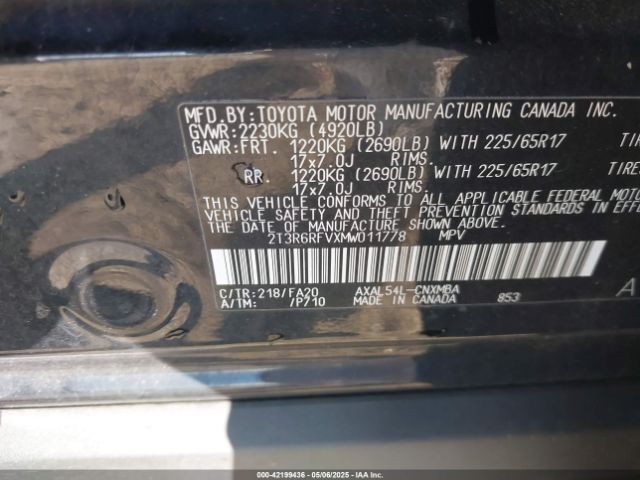 MFD. BY: TOYOTA MOTOR MANUFACTURING CANADA INC.
GVWR: 2230KG (4920LB)
GAWR: FRT. 1220KG (2690LB) WITH 225/65R17 TIR
17x7.0J RIMS.
RR. 1220KG (2690LB) WITH 225/65R17 TIRES
17x7.0J RIMS.
THIS VEHICLE CONFORMS TO ALL APPLICABLE FEDERAL MOTO
VEHICLE SAFETY AND THEFT PREVENTION STANDARDS IN EFFE
THE DATE OF MANUFACTURE SHOWN ABOVE.
2T3R6RFVXMW011778 MPV
C/TR: 218/FA20 AXAL54L-CNXMBA A
A/TM: /P710 MADE IN CANADA 853
000-42199436 - 05/06/2025 - IAA Inc.